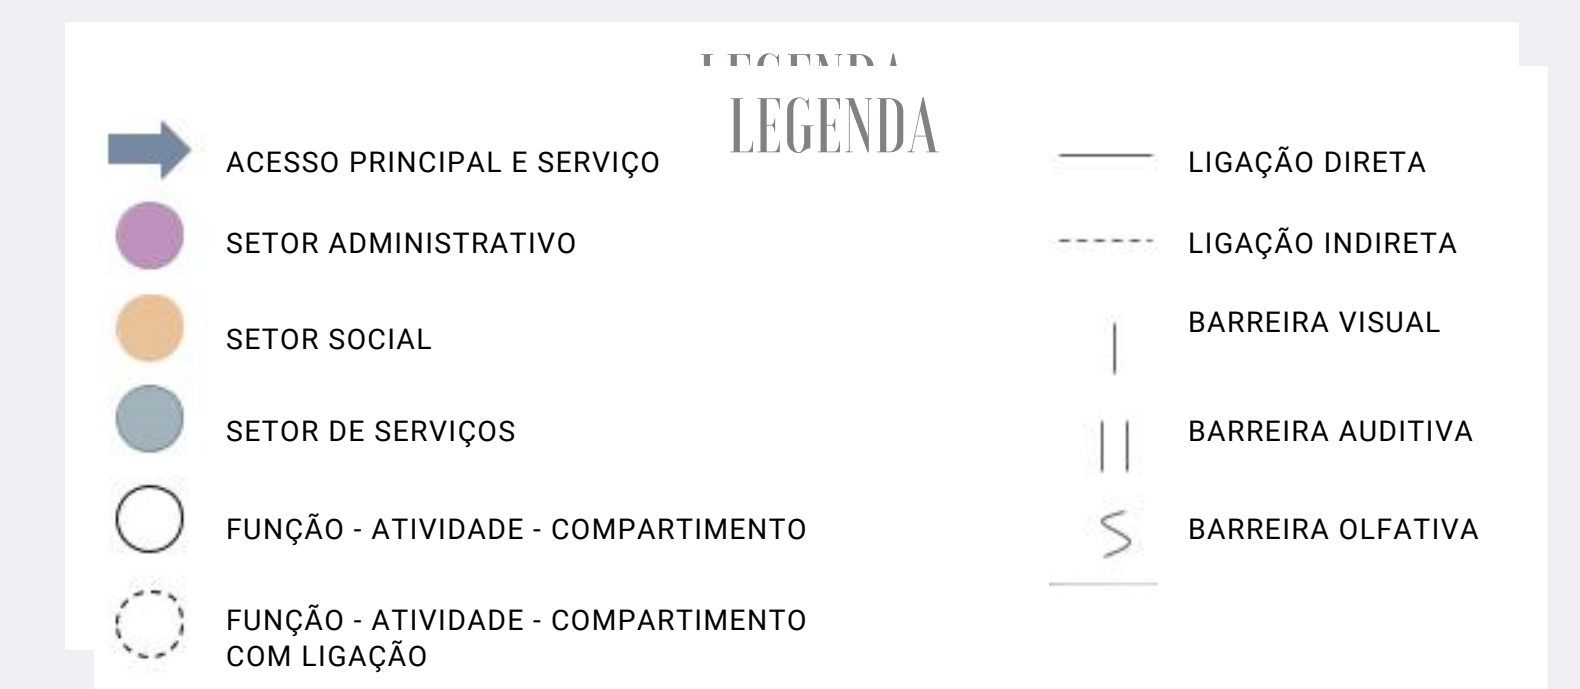 LEGENDA
LEGENDA
ACESSO PRINCIPAL E SERVIÇO
SETOR ADMINISTRATIVO
SETOR SOCIAL
SETOR DE SERVIÇOS
FUNÇÃO - ATIVIDADE - COMPARTIMENTO
FUNÇÃO - ATIVIDADE - COMPARTIMENTO
COM LIGAÇÃO
LIGAÇÃO DIRETA
LIGAÇÃO INDIRETA
BARREIRA VISUAL
BARREIRA AUDITIVA
BARREIRA OLFATIVA